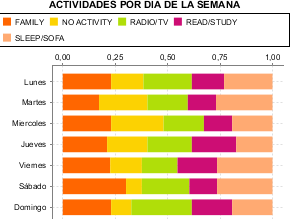 ACTIVIDADES POR DIA DE LA SEMANA
FAMILY NO ACTIVITY RADIO/TV READ/STUDY
SLEEP/SOFA
0,00 0,25 0,50 0,75 1,00
Lunes
Martes
Miercoles
Jueves
Viernes
Sábado
Domingo